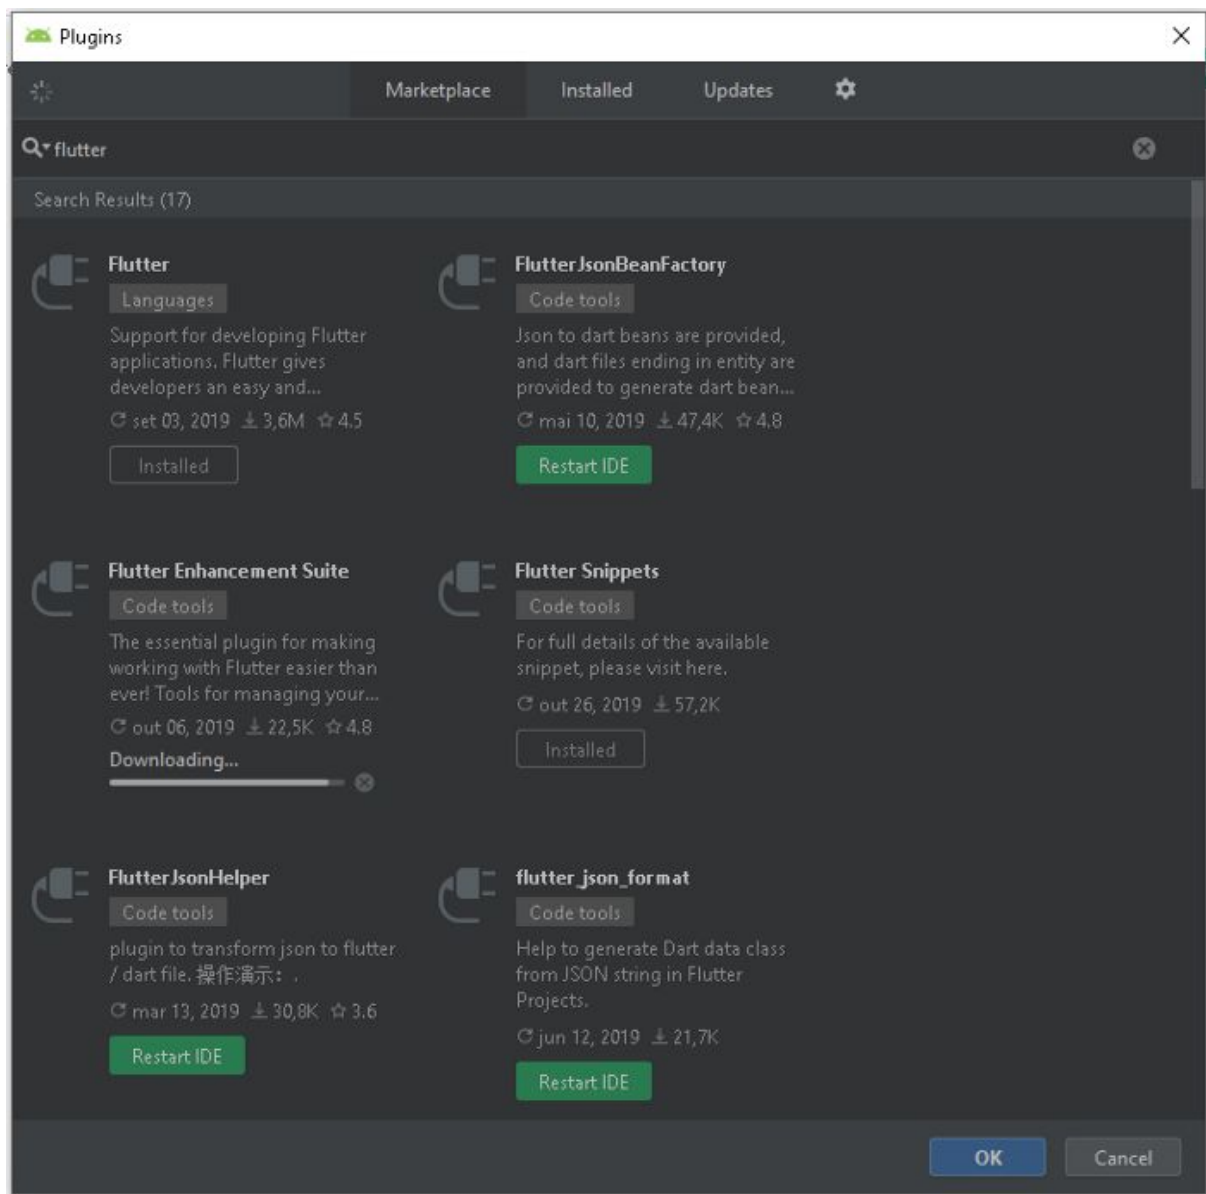 Plugins
Marketplace Installed Updates
flutter
Search Results (17)
Flutter
Languages
Support for developing Flutter
applications. Flutter gives
developers an easy and...
set 03, 2019 3,6M 4.5
Installed
FlutterJsonBeanFactory
Code tools
Json to dart beans are provided,
and dart files ending in entity are
provided to generate dart bean...
mai 10, 2019 47,4K 4.8
Restart IDE
Flutter Enhancement Suite
Code tools
The essential plugin for making
working with Flutter easier than
ever! Tools for managing your...
out 06, 2019 22,5K 4.8
Downloading...
Flutter Snippets
Code tools
For full details of the available
snippet, please visit here.
out 26, 2019 57,2K
Installed
FlutterJsonHelper
Code tools
plugin to transform json to flutter
/ dart file. 操作演示： .
mar 13, 2019 30,8K 3.6
Restart IDE
flutter_json_format
Code tools
Help to generate Dart data class
from JSON string in Flutter
Projects.
jun 12, 2019 21,7K
Restart IDE
OK Cancel